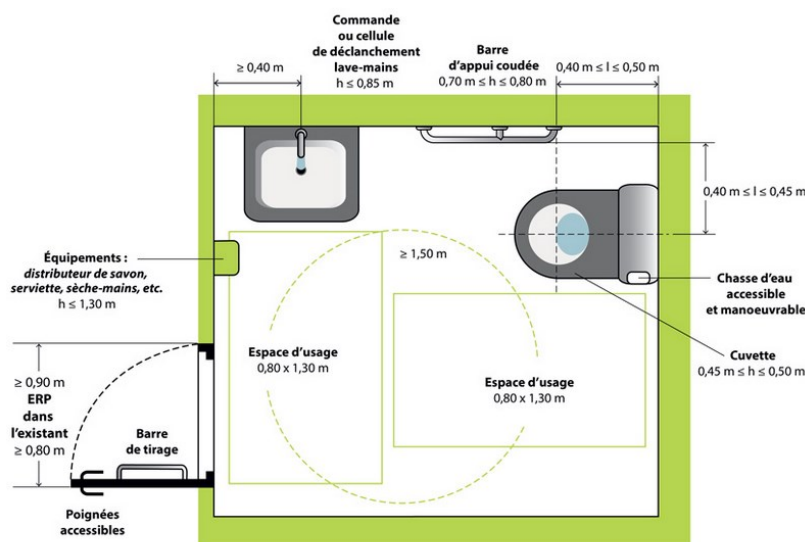 Commande
ou cellule
de déclanchement
lave-mains
h ≤ 0,85 m
≥ 0,40 m
Barre
d'appui coudée
0,70 m ≤ h ≤ 0,80 m
0,40 m ≤ l ≤ 0,50 m
0,40 m ≤ l ≤ 0,45 m
Équipements :
distributeur de savon,
serviette, sèche-mains, etc.
h ≤ 1,30 m
≥ 1,50 m
Chasse d'eau
accessible
et manoeuvrable
Espace d'usage
0,80 x 1,30 m
Espace d'usage
0,80 x 1,30 m
Cuvette
0,45 m ≤ h ≤ 0,50 m
≥ 0,90 m
ERP
dans
l'existant
≥ 0,80 m
Barre
de tirage
Poignées
accessibles